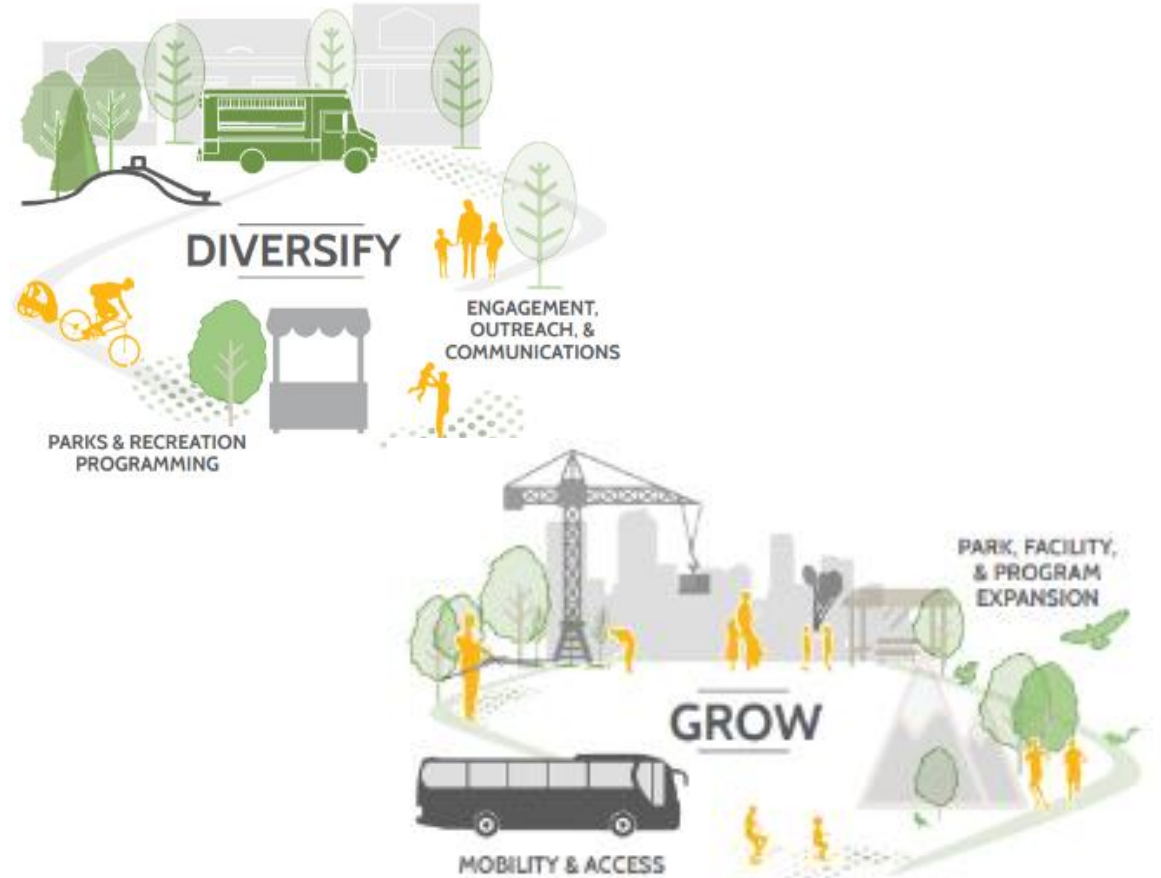 DIVERSIFY
ENGAGEMENT,
OUTREACH, &
COMMUNICATIONS
PARKS & RECREATION
PROGRAMMING
PARK, FACILITY,
& PROGRAM
EXPANSION
GROW
MOBILITY & ACCESS